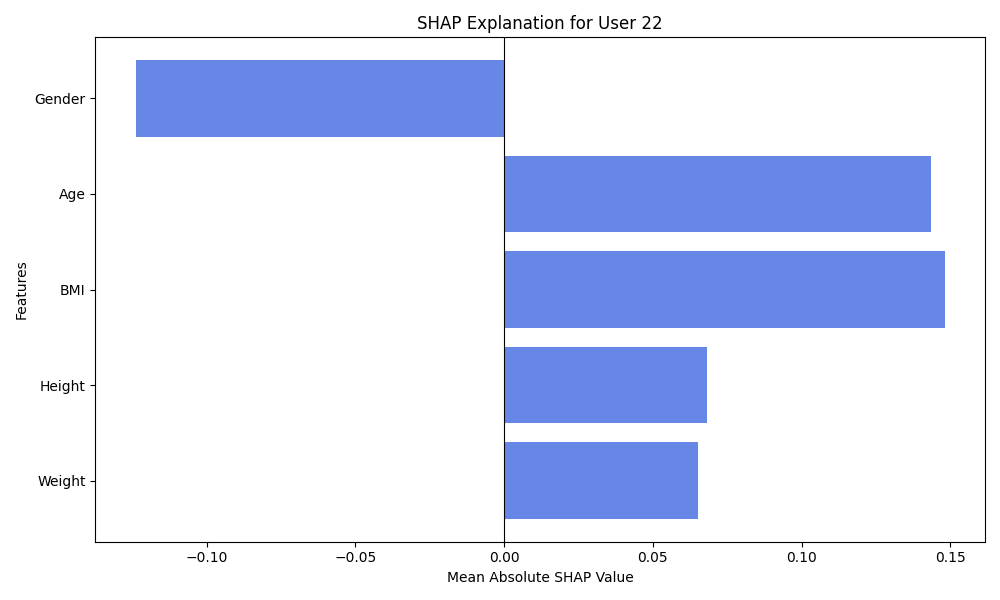 SHAP Explanation for User 22
Features
Gender
Age
BMI
Height
Weight
−0.10
−0.05
0.00
0.05
0.10
0.15
Mean Absolute SHAP Value